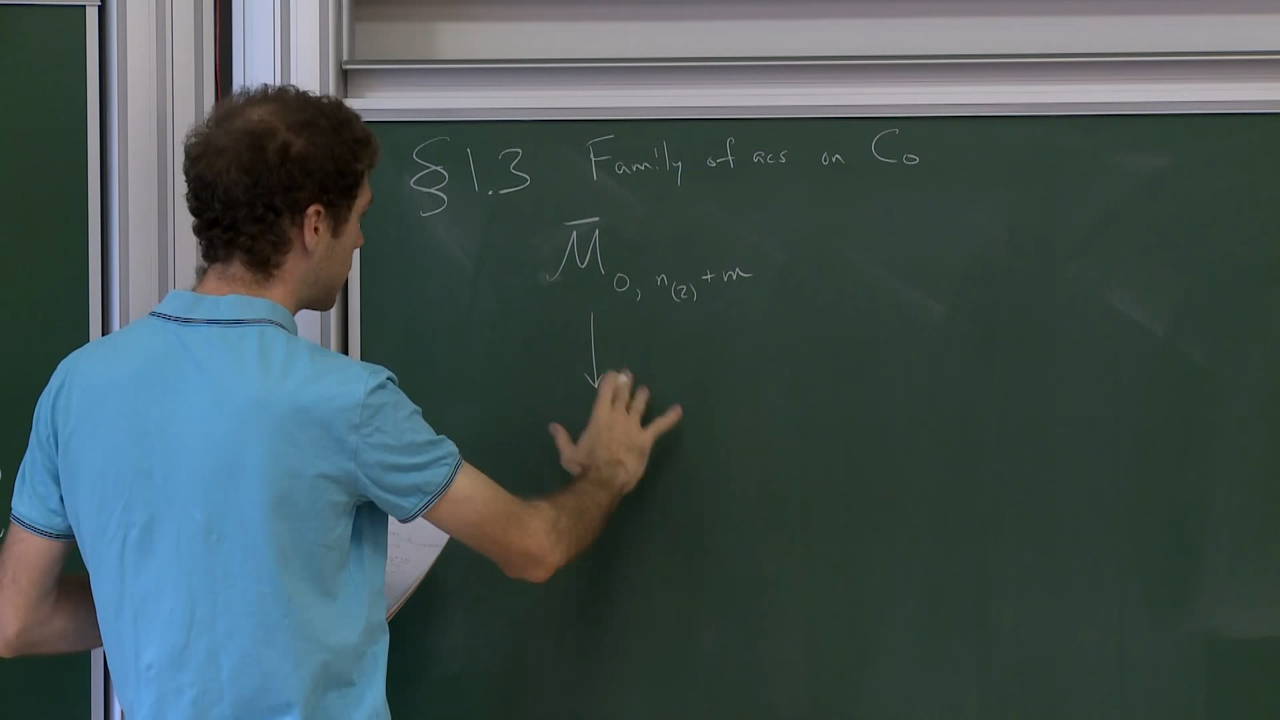 § 1.3 Family of acs on C₀
M̄₀, n₍₂₎ + m
↓